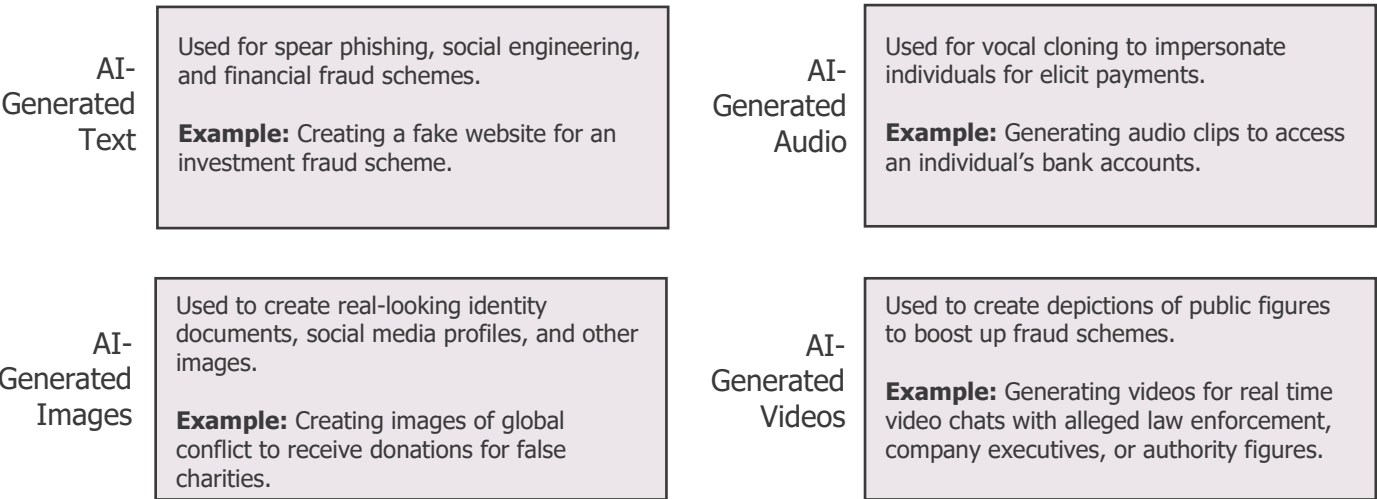 AI-
Generated
Text
Used for spear phishing, social engineering,
and financial fraud schemes.
Example: Creating a fake website for an
investment fraud scheme.
AI-
Generated
Audio
Used for vocal cloning to impersonate
individuals for elicit payments.
Example: Generating audio clips to access
an individual’s bank accounts.
AI-
Generated
Images
Used to create real-looking identity
documents, social media profiles, and other
images.
Example: Creating images of global
conflict to receive donations for false
charities.
AI-
Generated
Videos
Used to create depictions of public figures
to boost up fraud schemes.
Example: Generating videos for real time
video chats with alleged law enforcement,
company executives, or authority figures.